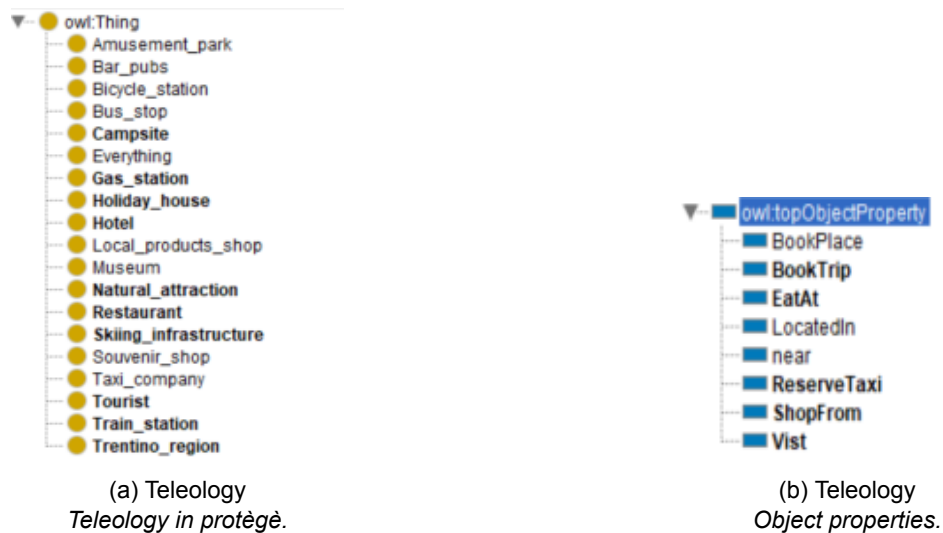 owl:Thing
Amusement_park
Bar_pubs
Bicycle_station
Bus_stop
Campsite
Everything
Gas_station
Holiday_house
Hotel
Local_products_shop
Museum
Natural_attraction
Restaurant
Skiing_infrastructure
Souvenir_shop
Taxi_company
Tourist
Train_station
Trentino_region
(a) Teleology
Teleology in protègè.
owl:topObjectProperty
BookPlace
BookTrip
EatAt
LocatedIn
near
ReserveTaxi
ShopFrom
Vist
(b) Teleology
Object properties.